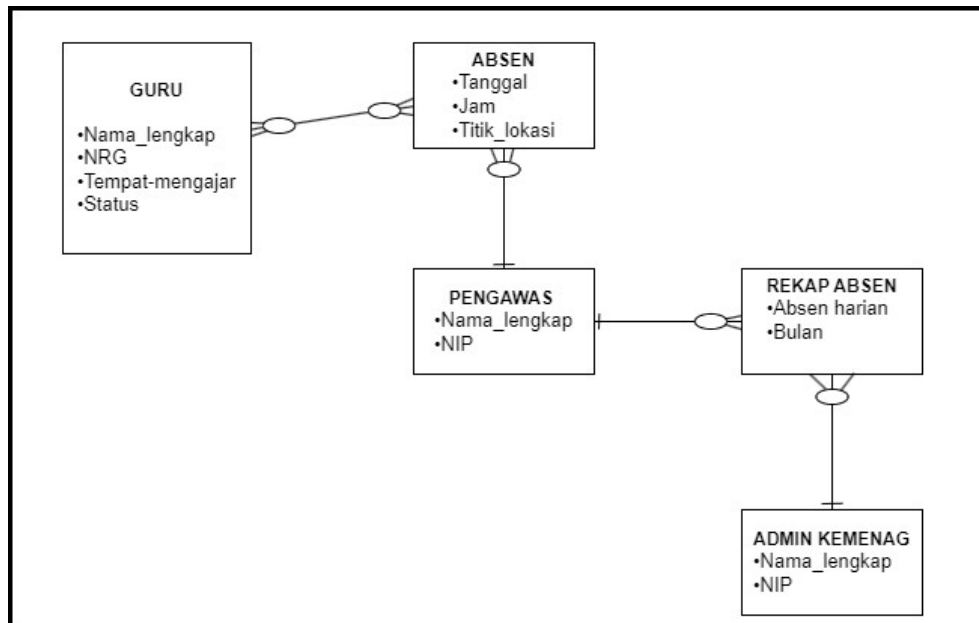 GURU
•Nama_lengkap
•NRG
•Tempat-mengajar
•Status
ABSEN
•Tanggal
•Jam
•Titik_lokasi
PENGAWAS
•Nama_lengkap
•NIP
REKAP ABSEN
•Absen harian
•Bulan
ADMIN KEMENAG
•Nama_lengkap
•NIP